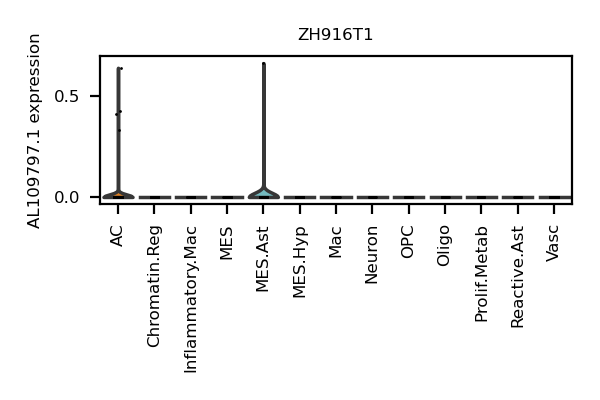 ZH916T1
AL109797.1 expression
0.5
0.0
AC
Chromatin.Reg
Inflammatory.Mac
MES
MES.Ast
MES.Hyp
Mac
Neuron
OPC
Oligo
Prolif.Metab
Reactive.Ast
Vasc